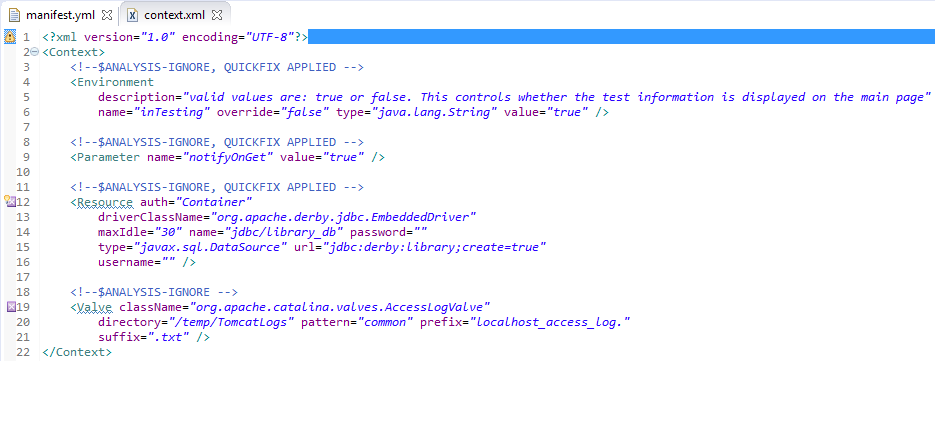 manifest.yml context.xml
1 <?xml version="1.0" encoding="UTF-8"?>
2 <Context>
3 <!--$ANALYSIS-IGNORE, QUICKFIX APPLIED -->
4 <Environment
5 description="valid values are: true or false. This controls whether the test information is displayed on the main page"
6 name="inTesting" override="false" type="java.lang.String" value="true" />
7
8 <!--$ANALYSIS-IGNORE, QUICKFIX APPLIED -->
9 <Parameter name="notifyOnGet" value="true" />
10
11 <!--$ANALYSIS-IGNORE, QUICKFIX APPLIED -->
12 <Resource auth="Container"
13 driverClassName="org.apache.derby.jdbc.EmbeddedDriver"
14 maxIdle="30" name="jdbc/library_db" password=""
15 type="javax.sql.DataSource" url="jdbc:derby:library;create=true"
16 username="" />
17
18 <!--$ANALYSIS-IGNORE -->
19 <Valve className="org.apache.catalina.valves.AccessLogValve"
20 directory="/temp/TomcatLogs" pattern="common" prefix="localhost_access_log."
21 suffix=".txt" />
22 </Context>